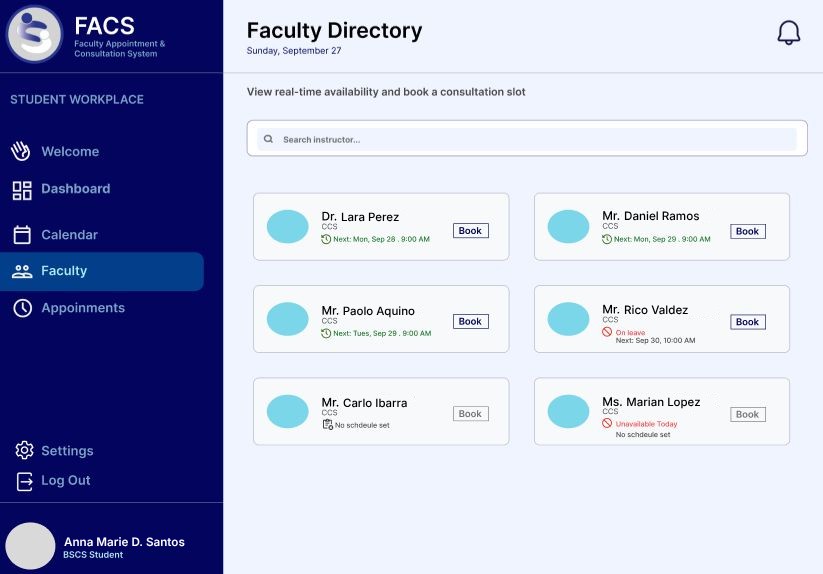 FACS
Faculty Appointment &
Consultation System
STUDENT WORKPLACE
Welcome
Dashboard
Calendar
Faculty
Appoinments
Settings
Log Out
Anna Marie D. Santos
BSCS Student
Faculty Directory
Sunday, September 27
View real-time availability and book a consultation slot
Search instructor...
Dr. Lara Perez
CCS
Next: Mon, Sep 28 . 9:00 AM
Book
Mr. Daniel Ramos
CCS
Next: Mon, Sep 29 . 9:00 AM
Book
Mr. Paolo Aquino
CCS
Next: Tues, Sep 29 . 9:00 AM
Book
Mr. Rico Valdez
CCS
On leave
Next: Sep 30, 10:00 AM
Book
Mr. Carlo Ibarra
CCS
No schdeule set
Book
Ms. Marian Lopez
CCS
Unavailable Today
No schdeule set
Book